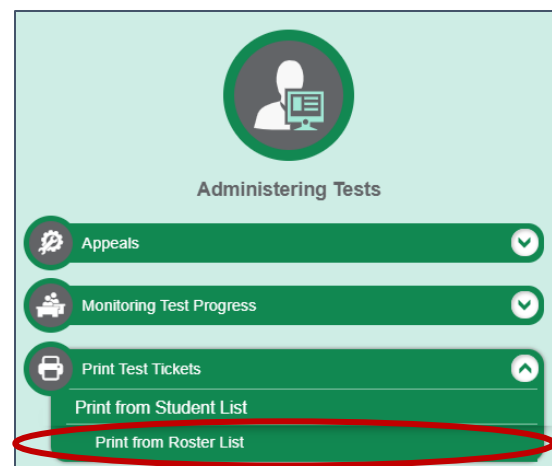 Administering Tests
Appeals
Monitoring Test Progress
Print Test Tickets
Print from Student List
Print from Roster List